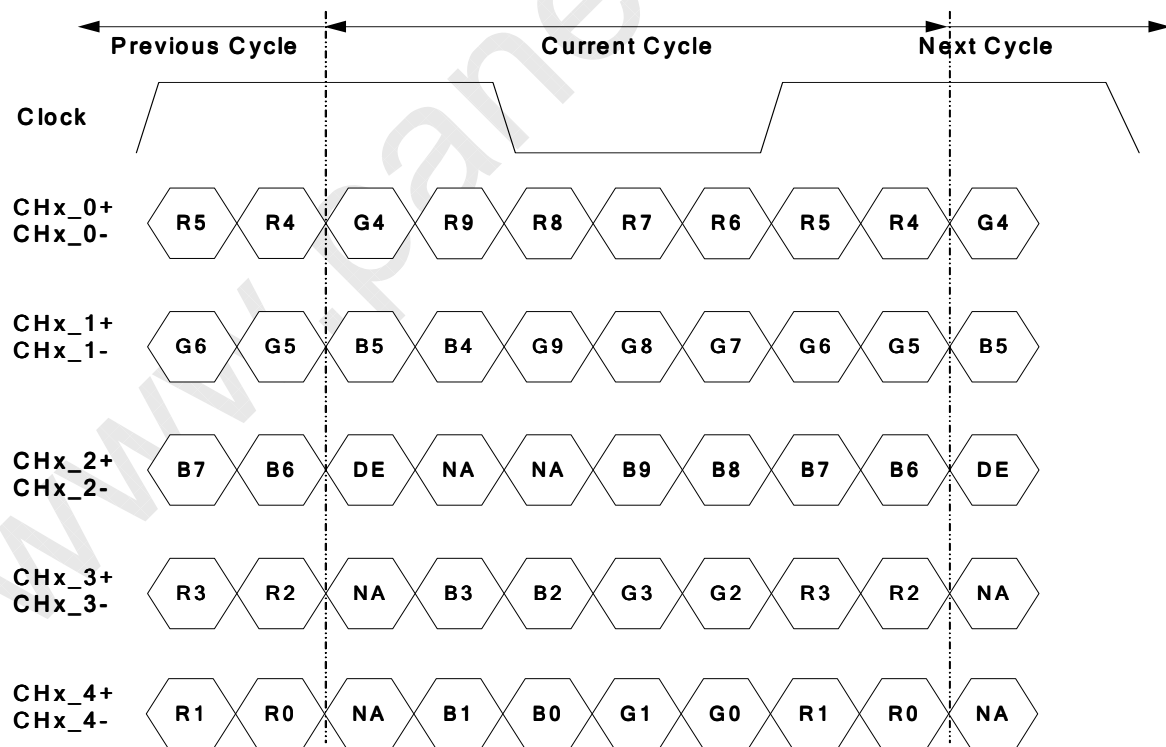 Previous Cycle Current Cycle Next Cycle
Clock
CHx_0+
CHx_0-
R5 R4 G4 R9 R8 R7 R6 R5 R4 G4
CHx_1+
CHx_1-
G6 G5 B5 B4 G9 G8 G7 G6 G5 B5
CHx_2+
CHx_2-
B7 B6 DE NA NA B9 B8 B7 B6 DE
CHx_3+
CHx_3-
R3 R2 NA B3 B2 G3 G2 R3 R2 NA
CHx_4+
CHx_4-
R1 R0 NA B1 B0 G1 G0 R1 R0 NA
www.pane